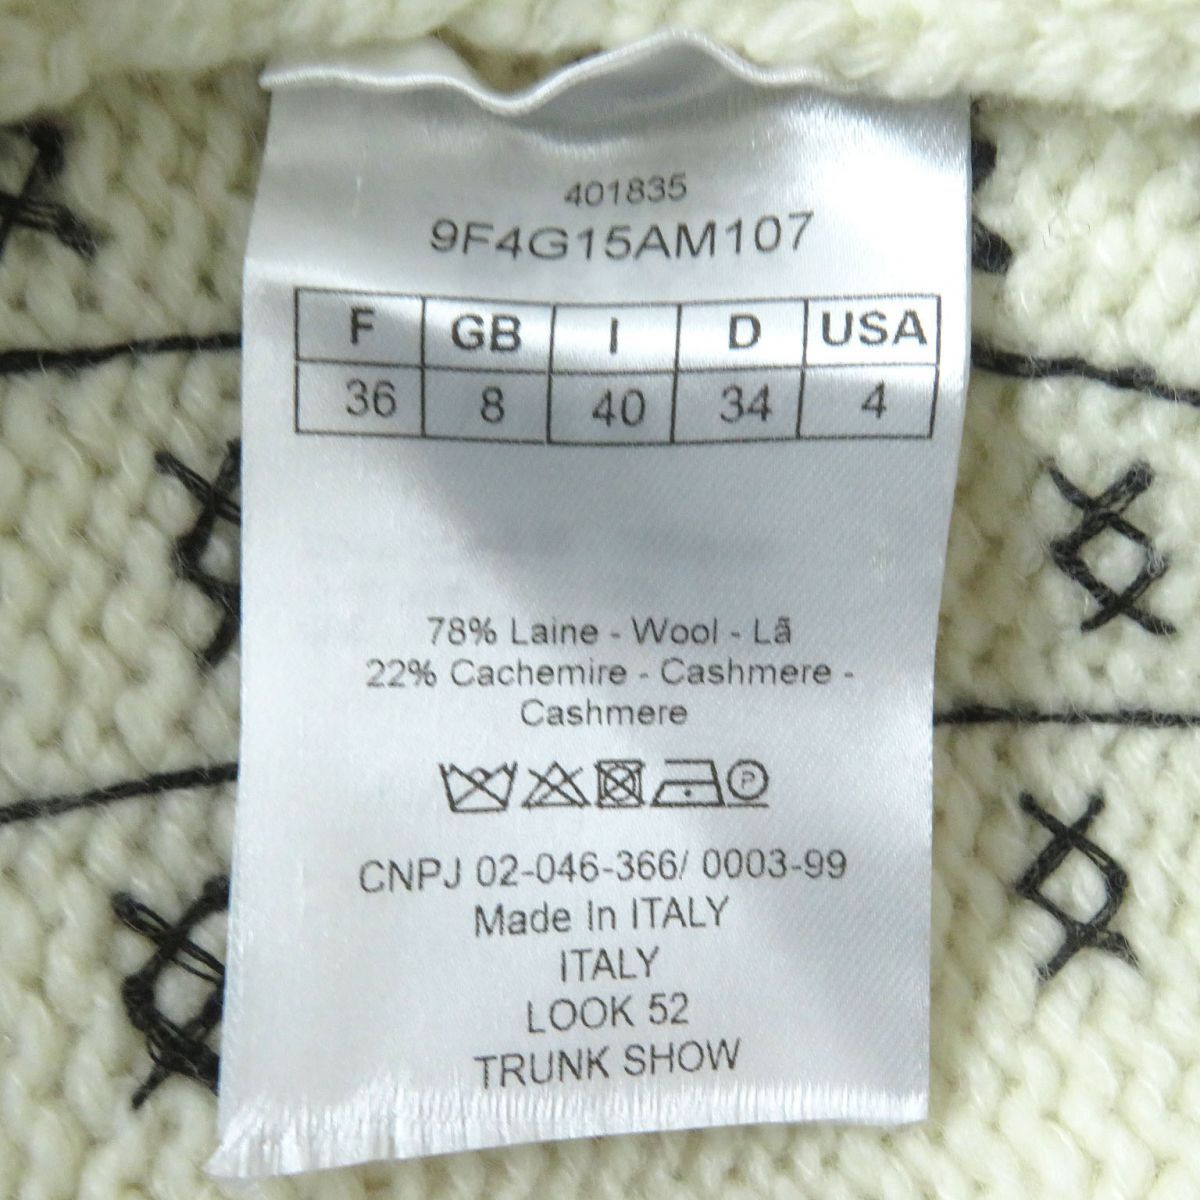 401835
9F4G15AM107
F GB I D USA
36 8 40 34 4
78% Laine - Wool - Lã
22% Cachemire - Cashmere -
Cashmere
P
CNPJ 02-046-366/ 0003-99
Made In ITALY
ITALY
LOOK 52
TRUNK SHOW